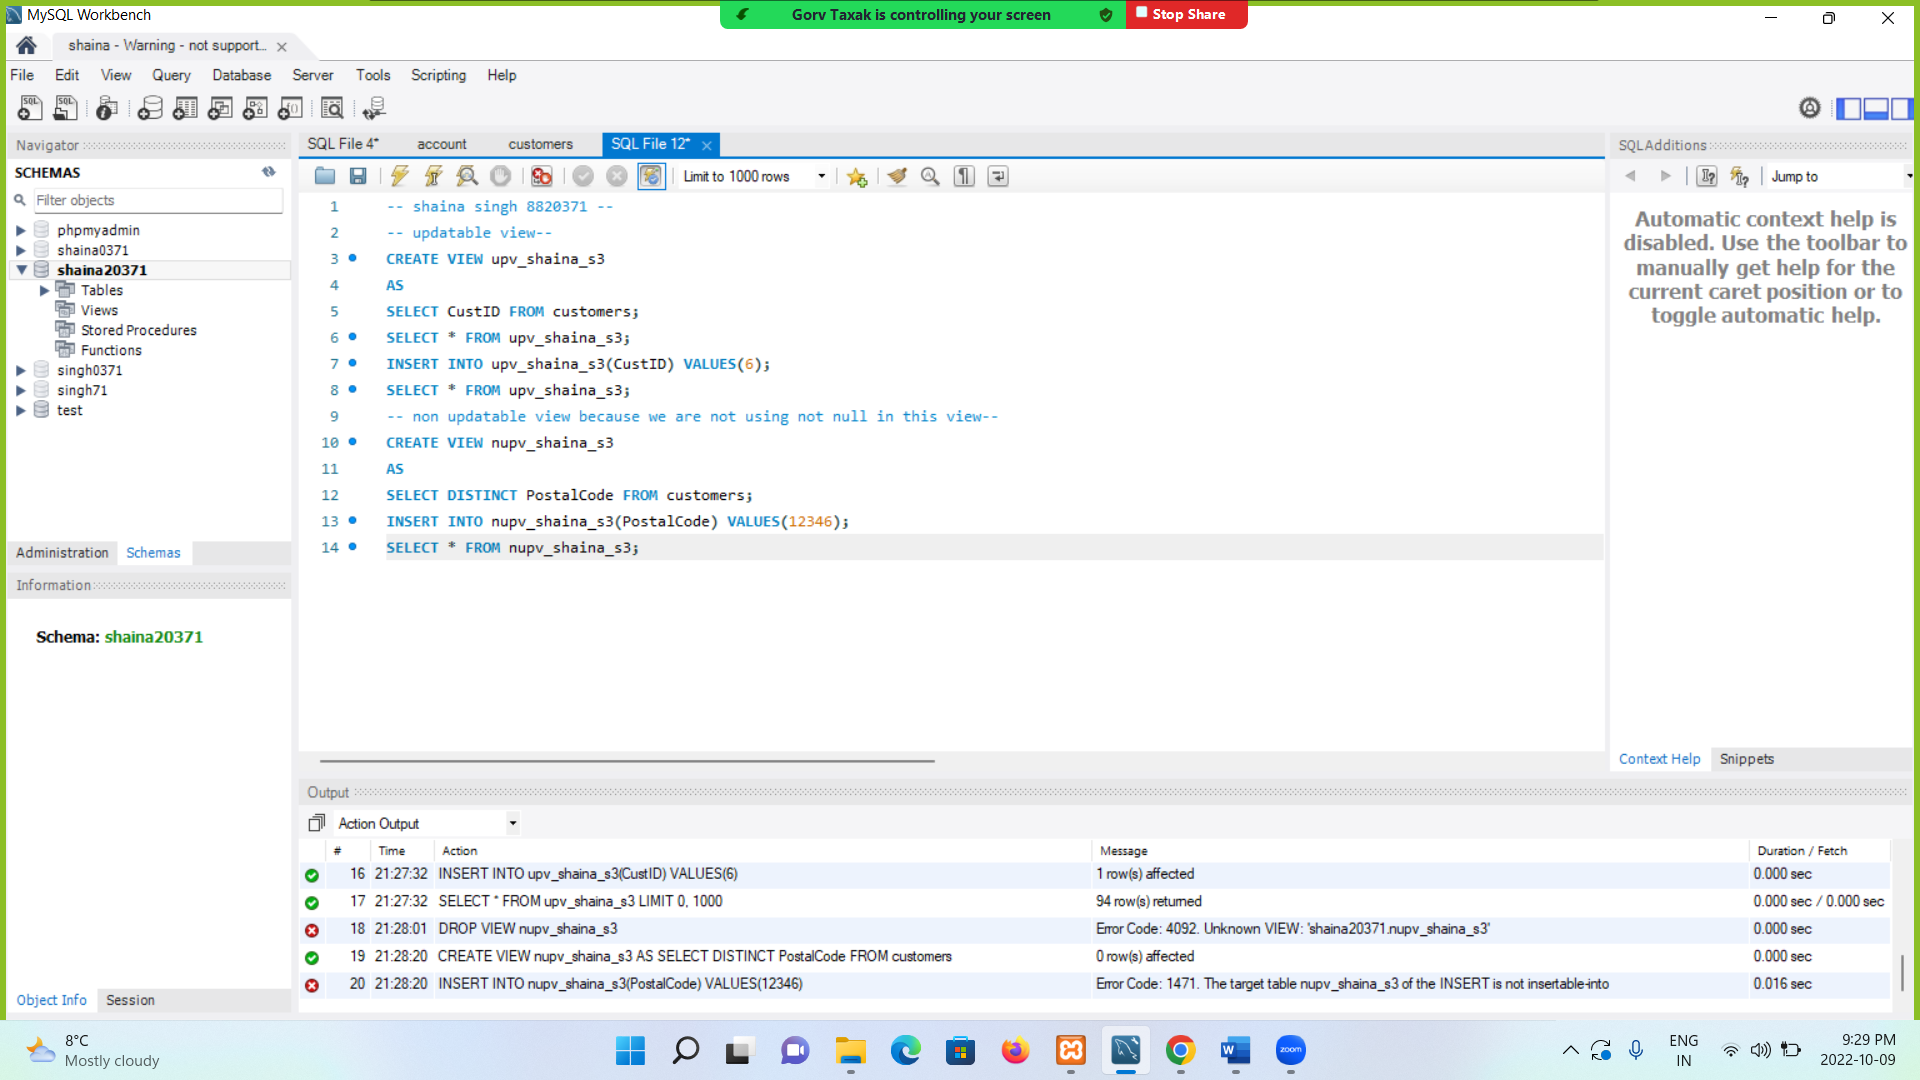 MySQL Workbench
Gorv Taxak is controlling your screen
Stop Share
shaina - Warning - not support...
File Edit View Query Database Server Tools Scripting Help
Navigator
SCHEMAS
Filter objects
phpmyadmin
shaina0371
shaina20371
Tables
Views
Stored Procedures
Functions
singh0371
singh71
test
Administration Schemas
Information
Schema: shaina20371
Object Info Session
SQL File 4* account customers SQL File 12*
Limit to 1000 rows
1 -- shaina singh 8820371 --
2 -- updatable view--
3 CREATE VIEW upv_shaina_s3
4 AS
5 SELECT CustID FROM customers;
6 SELECT * FROM upv_shaina_s3;
7 INSERT INTO upv_shaina_s3(CustID) VALUES(6);
8 SELECT * FROM upv_shaina_s3;
9 -- non updatable view because we are not using not null in this view--
10 CREATE VIEW nupv_shaina_s3
11 AS
12 SELECT DISTINCT PostalCode FROM customers;
13 INSERT INTO nupv_shaina_s3(PostalCode) VALUES(12346);
14 SELECT * FROM nupv_shaina_s3;
SQLAdditions
Jump to
Automatic context help is
disabled. Use the toolbar to
manually get help for the
current caret position or to
toggle automatic help.
Context Help Snippets
Output
Action Output
# Time Action Message Duration / Fetch
16 21:27:32 INSERT INTO upv_shaina_s3(CustID) VALUES(6) 1 row(s) affected 0.000 sec
17 21:27:32 SELECT * FROM upv_shaina_s3 LIMIT 0, 1000 94 row(s) returned 0.000 sec / 0.000 sec
18 21:28:01 DROP VIEW nupv_shaina_s3 Error Code: 4092. Unknown VIEW: 'shaina20371.nupv_shaina_s3' 0.000 sec
19 21:28:20 CREATE VIEW nupv_shaina_s3 AS SELECT DISTINCT PostalCode FROM customers 0 row(s) affected 0.000 sec
20 21:28:20 INSERT INTO nupv_shaina_s3(PostalCode) VALUES(12346) Error Code: 1471. The target table nupv_shaina_s3 of the INSERT is not insertable-into 0.016 sec
8°C
Mostly cloudy
zoom
ENG
IN
9:29 PM
2022-10-09